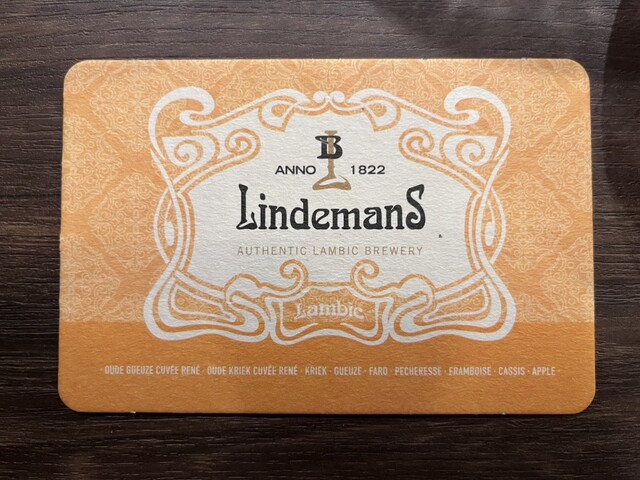 B
ANNO 1822
Lindemans
AUTHENTIC LAMBIC BREWERY
Lambic
· OUDE GUEUZE CUVÉE RENÉ · OUDE KRIEK CUVÉE RENÉ · KRIEK · GUEUZE · FARO · PECHERESSE · FRAMBOISE · CASSIS · APPLE ·